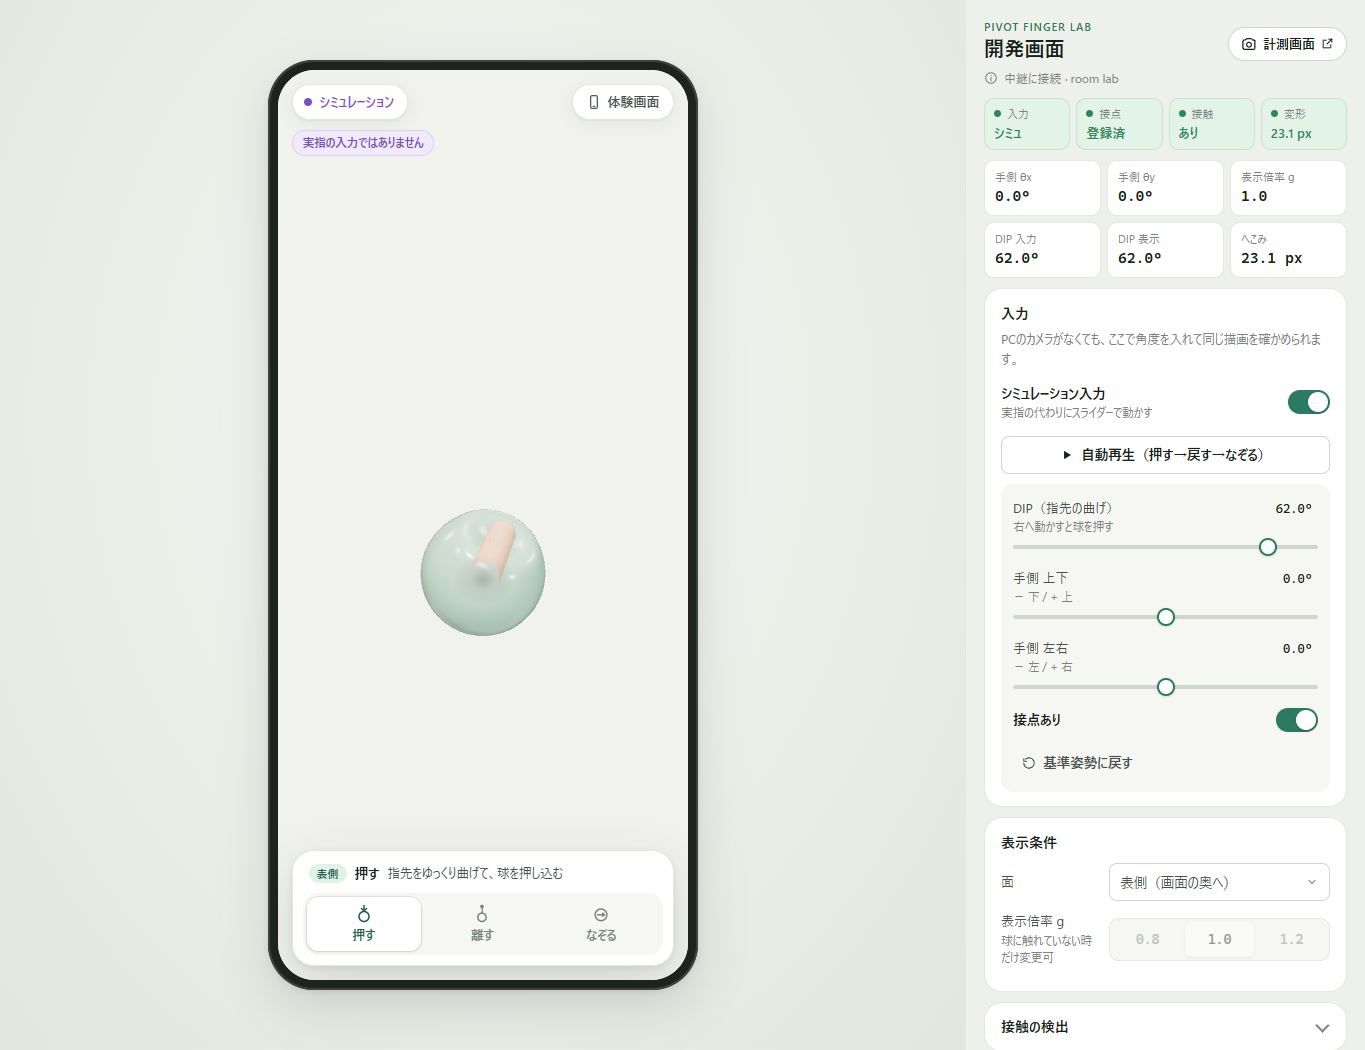 シミュレーション
体験画面
実指の入力ではありません
表側 押す 指先をゆっくり曲げて、球を押し込む
押す
離す
なぞる
PIVOT FINGER LAB
開発画面
計測画面
中継に接続 · room lab
入力
シミュ
接点
登録済
接触
あり
変形
23.1 px
手側 θx
0.0°
手側 θy
0.0°
表示倍率 g
1.0
DIP 入力
62.0°
DIP 表示
62.0°
へこみ
23.1 px
入力
PCのカメラがなくても、ここで角度を入れて同じ描画を確かめられま
す。
シミュレーション入力
実指の代わりにスライダーで動かす
自動再生（押す→戻す→なぞる）
DIP（指先の曲げ） 62.0°
右へ動かすと球を押す
手側 上下 0.0°
− 下 / + 上
手側 左右 0.0°
− 左 / + 右
接点あり
基準姿勢に戻す
表示条件
面 表側（画面の奥へ）
表示倍率 g
球に触れていない時
だけ変更可
0.8 1.0 1.2
接触の検出